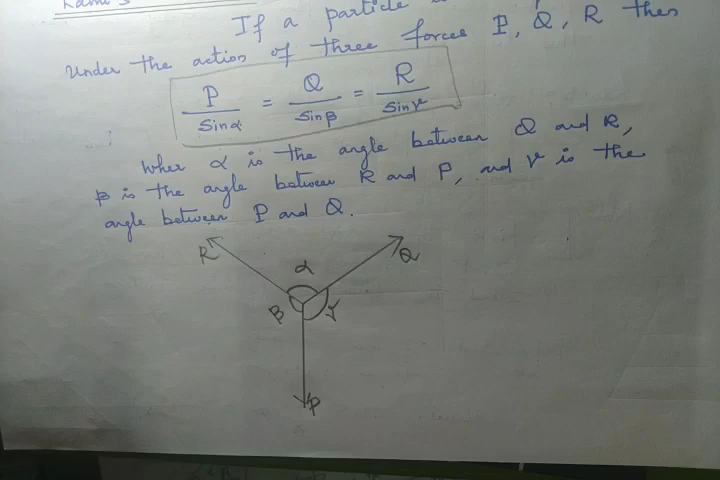 If a particle
under the action of three forces P, Q, R then
P/sinα = Q/sinβ = R/sinγ
Wher α is the angle between Q and R,
β is the angle between R and P, and γ is the
angle between P and Q.
R
Q
α
β
γ
P